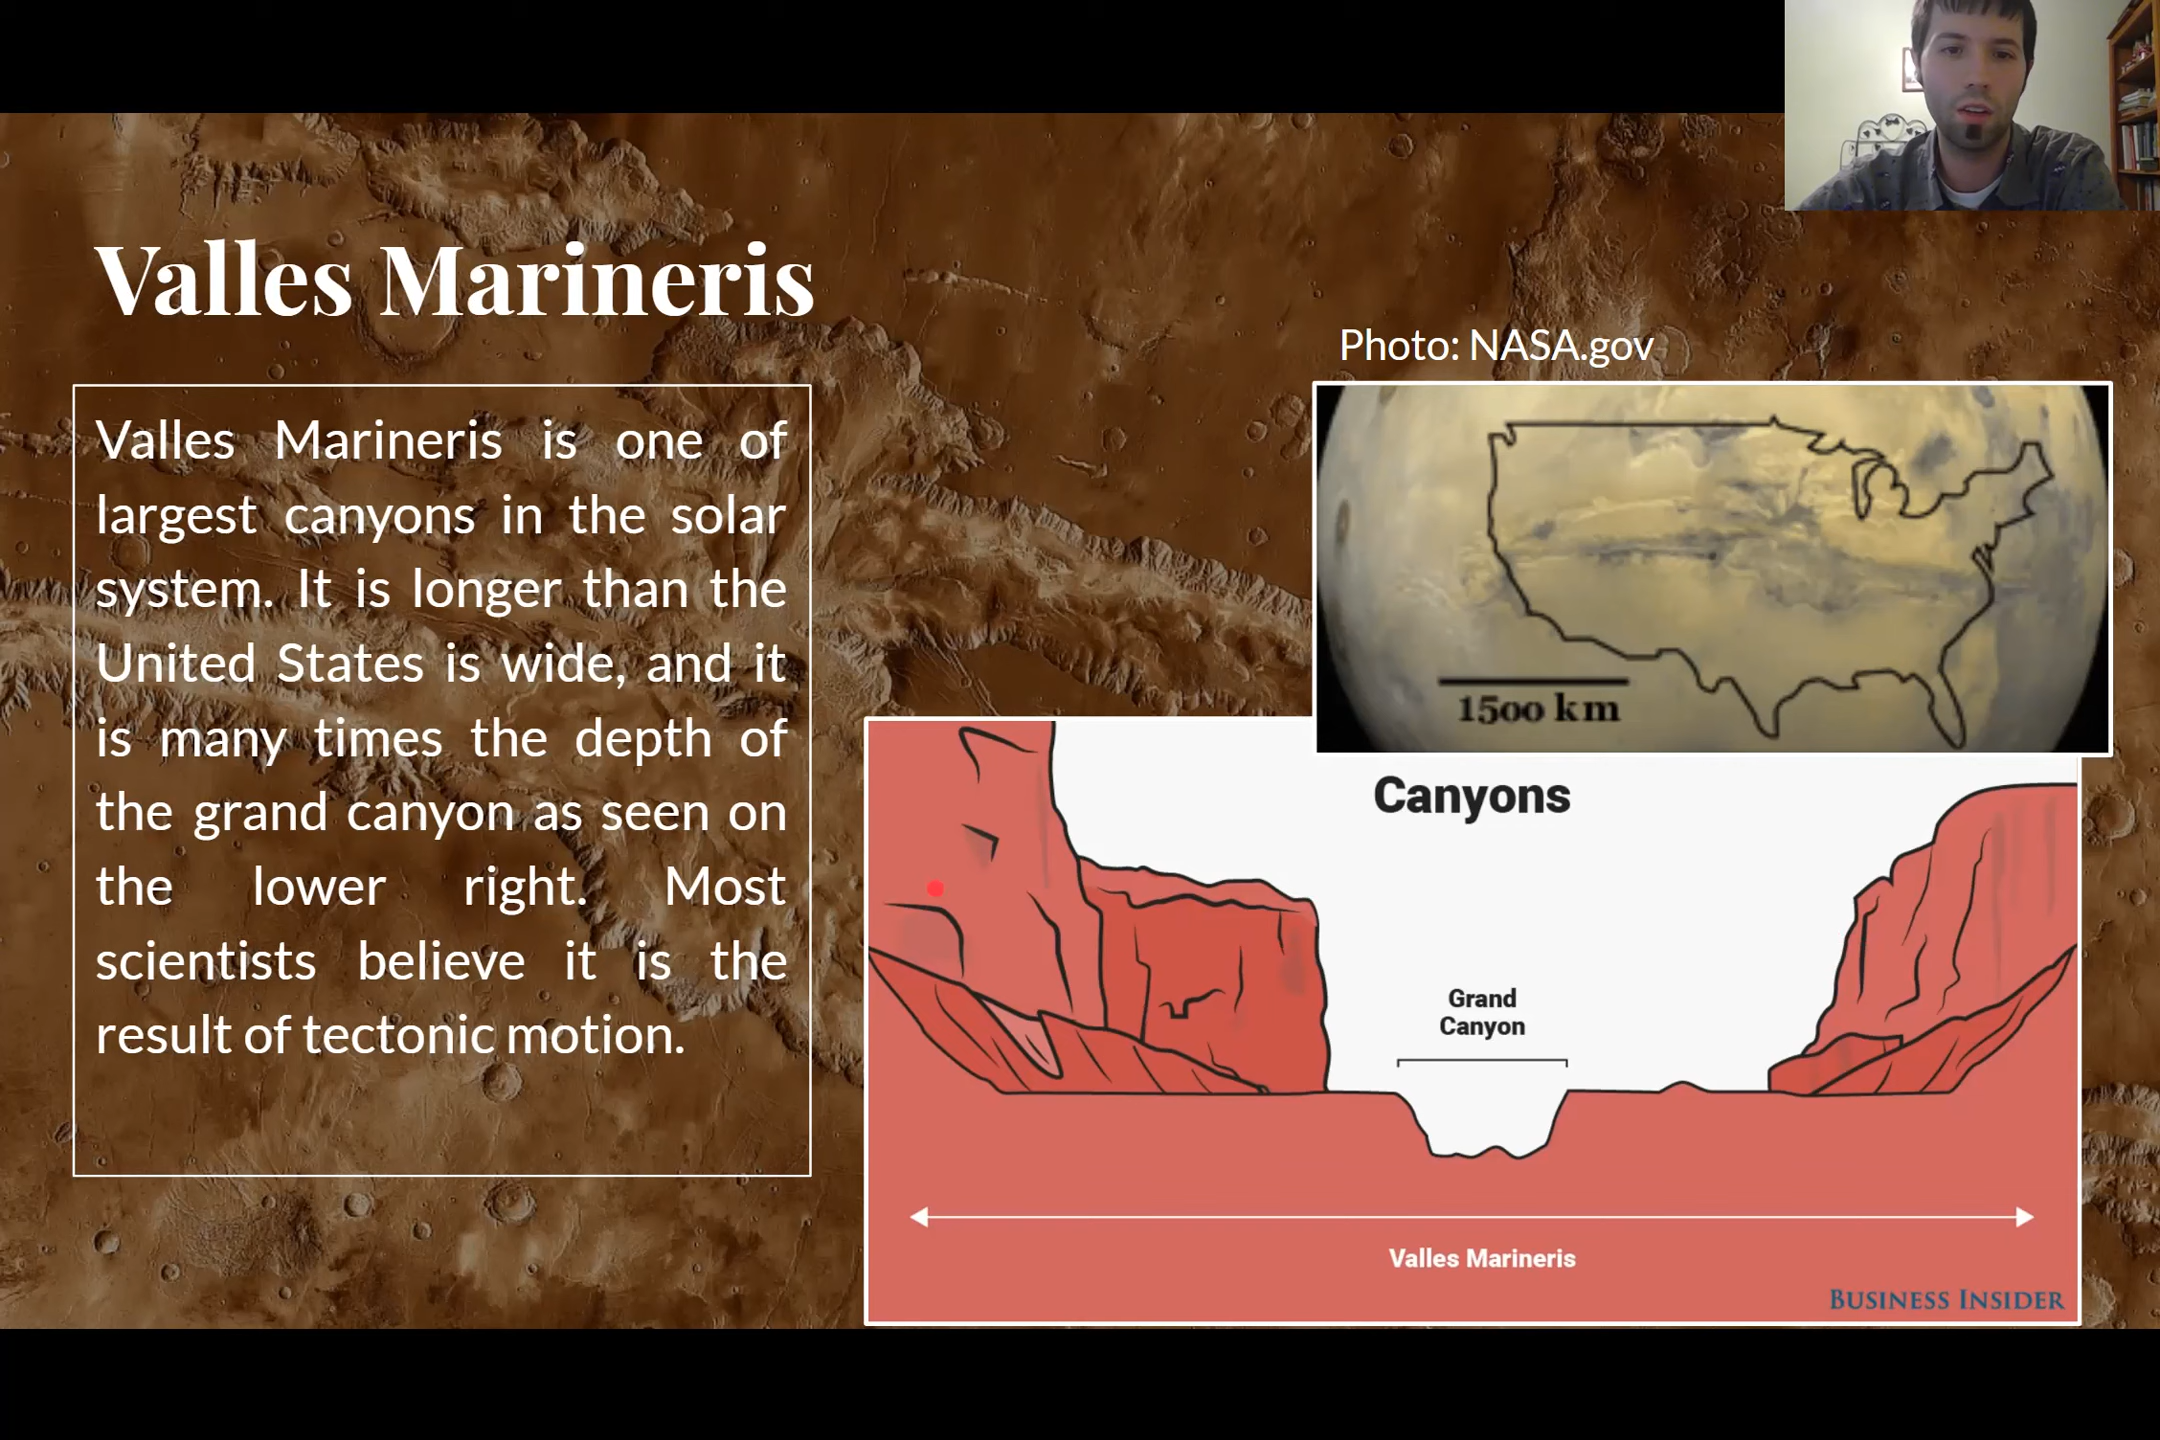 Valles Marineris
Photo: NASA.gov
Valles Marineris is one of
largest canyons in the solar
system. It is longer than the
United States is wide, and it
is many times the depth of
the grand canyon as seen on
the lower right. Most
scientists believe it is the
result of tectonic motion.
1500 km
Canyons
Grand
Canyon
Valles Marineris
BUSINESS INSIDER